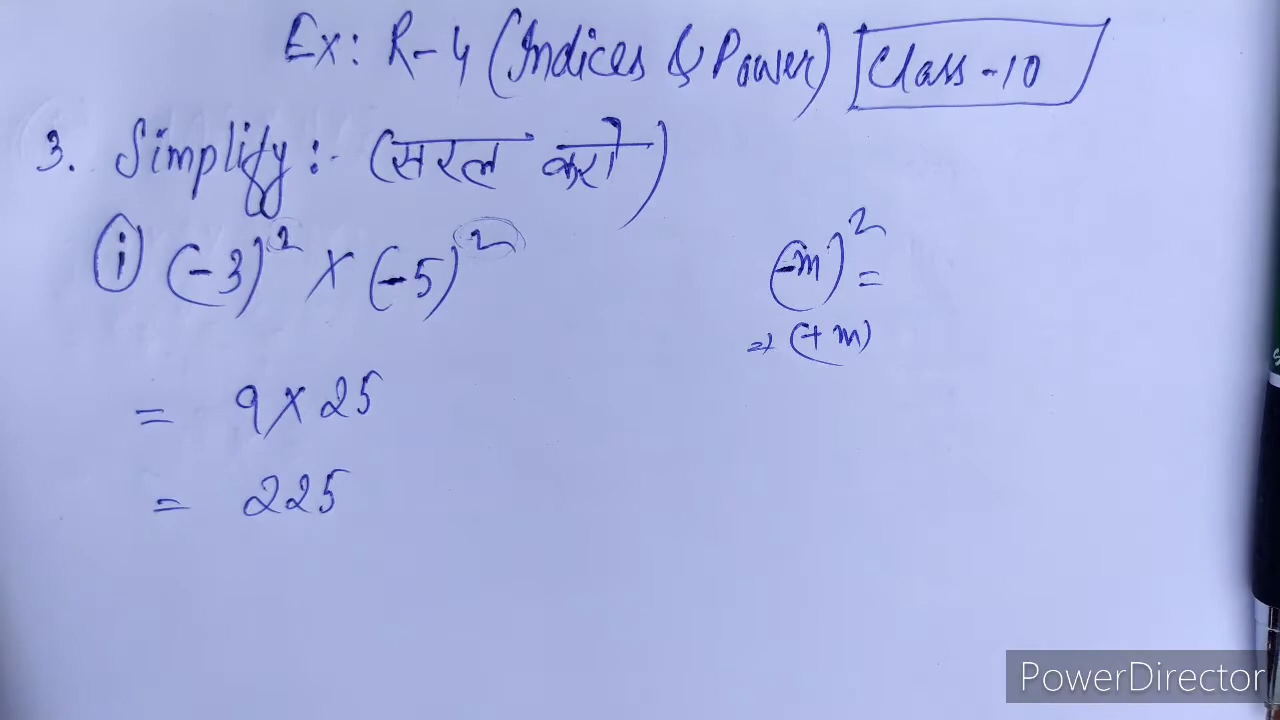 Ex: R-4 (Indices & Power) Class-10
3. Simplify:- (सरल करो)
(i) (-3)² × (-5)²
= 9 × 25
= 225
(-m)² =
⇒ (+m)
PowerDirector